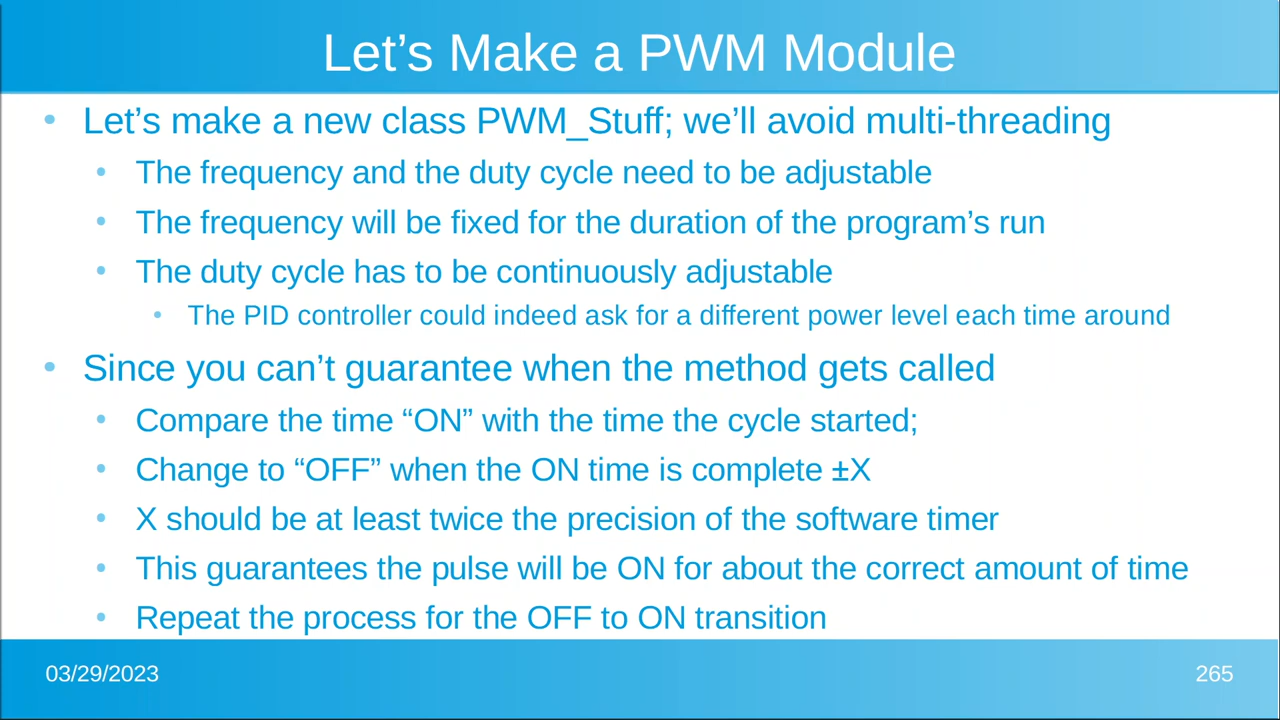 Let’s Make a PWM Module
• Let’s make a new class PWM_Stuff; we’ll avoid multi-threading
• The frequency and the duty cycle need to be adjustable
• The frequency will be fixed for the duration of the program’s run
• The duty cycle has to be continuously adjustable
• The PID controller could indeed ask for a different power level each time around
• Since you can’t guarantee when the method gets called
• Compare the time “ON” with the time the cycle started;
• Change to “OFF” when the ON time is complete ±X
• X should be at least twice the precision of the software timer
• This guarantees the pulse will be ON for about the correct amount of time
• Repeat the process for the OFF to ON transition
03/29/2023
265